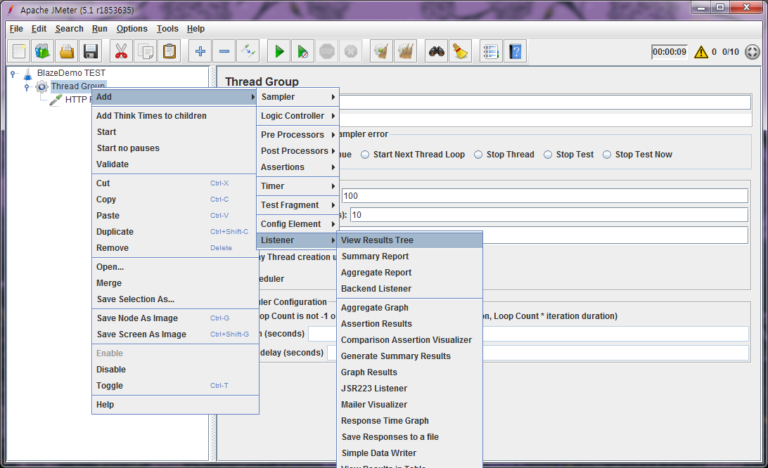 Apache JMeter (5.1 r1853635)
File Edit Search Run Options Tools Help
00:00:09 0 0/10
BlazeDemo TEST
Thread Group
HTTP
Thread Group
Add
Add Think Times to children
Start
Start no pauses
Validate
Cut Ctrl-X
Copy Ctrl-C
Paste Ctrl-V
Duplicate Ctrl+Shift-C
Remove Delete
Open...
Merge
Save Selection As...
Save Node As Image Ctrl-G
Save Screen As Image Ctrl+Shift-G
Enable
Disable
Toggle Ctrl-T
Help
Sampler
Logic Controller
Pre Processors
Post Processors
Assertions
Timer
Test Fragment
Config Element
Listener
ampler error
ue Start Next Thread Loop Stop Thread Stop Test Stop Test Now
100
s): 10
y Thread creation u
eduler
uler Configuration
oop Count is not -1 o
on, Loop Count * iteration duration)
n (seconds)
delay (seconds)
View Results Tree
Summary Report
Aggregate Report
Backend Listener
Aggregate Graph
Assertion Results
Comparison Assertion Visualizer
Generate Summary Results
Graph Results
JSR223 Listener
Mailer Visualizer
Response Time Graph
Save Responses to a file
Simple Data Writer
View Results in Table